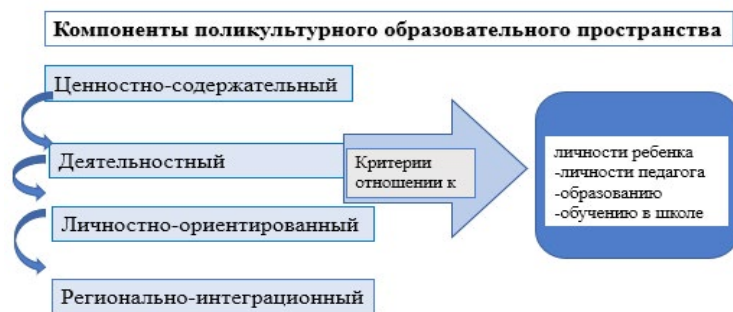 Компоненты поликультурного образовательного пространства
Ценностно-содержательный
Деятельностный
Личностно-ориентированный
Регионально-интеграционный
Критерии
отношении к
личности ребенка
-личности педагога
-образованию
-обучению в школе